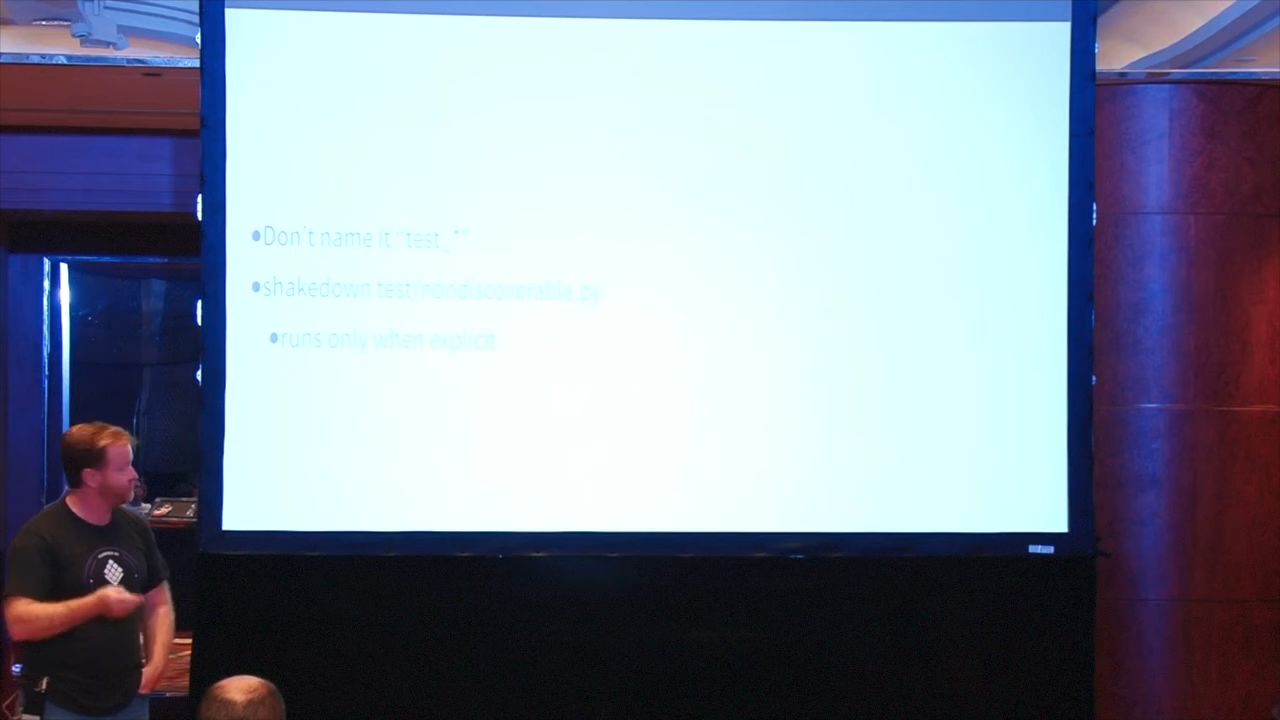 •Don't name it "test_*"
•shakedown test/nondiscoverable.py
•runs only when explicit